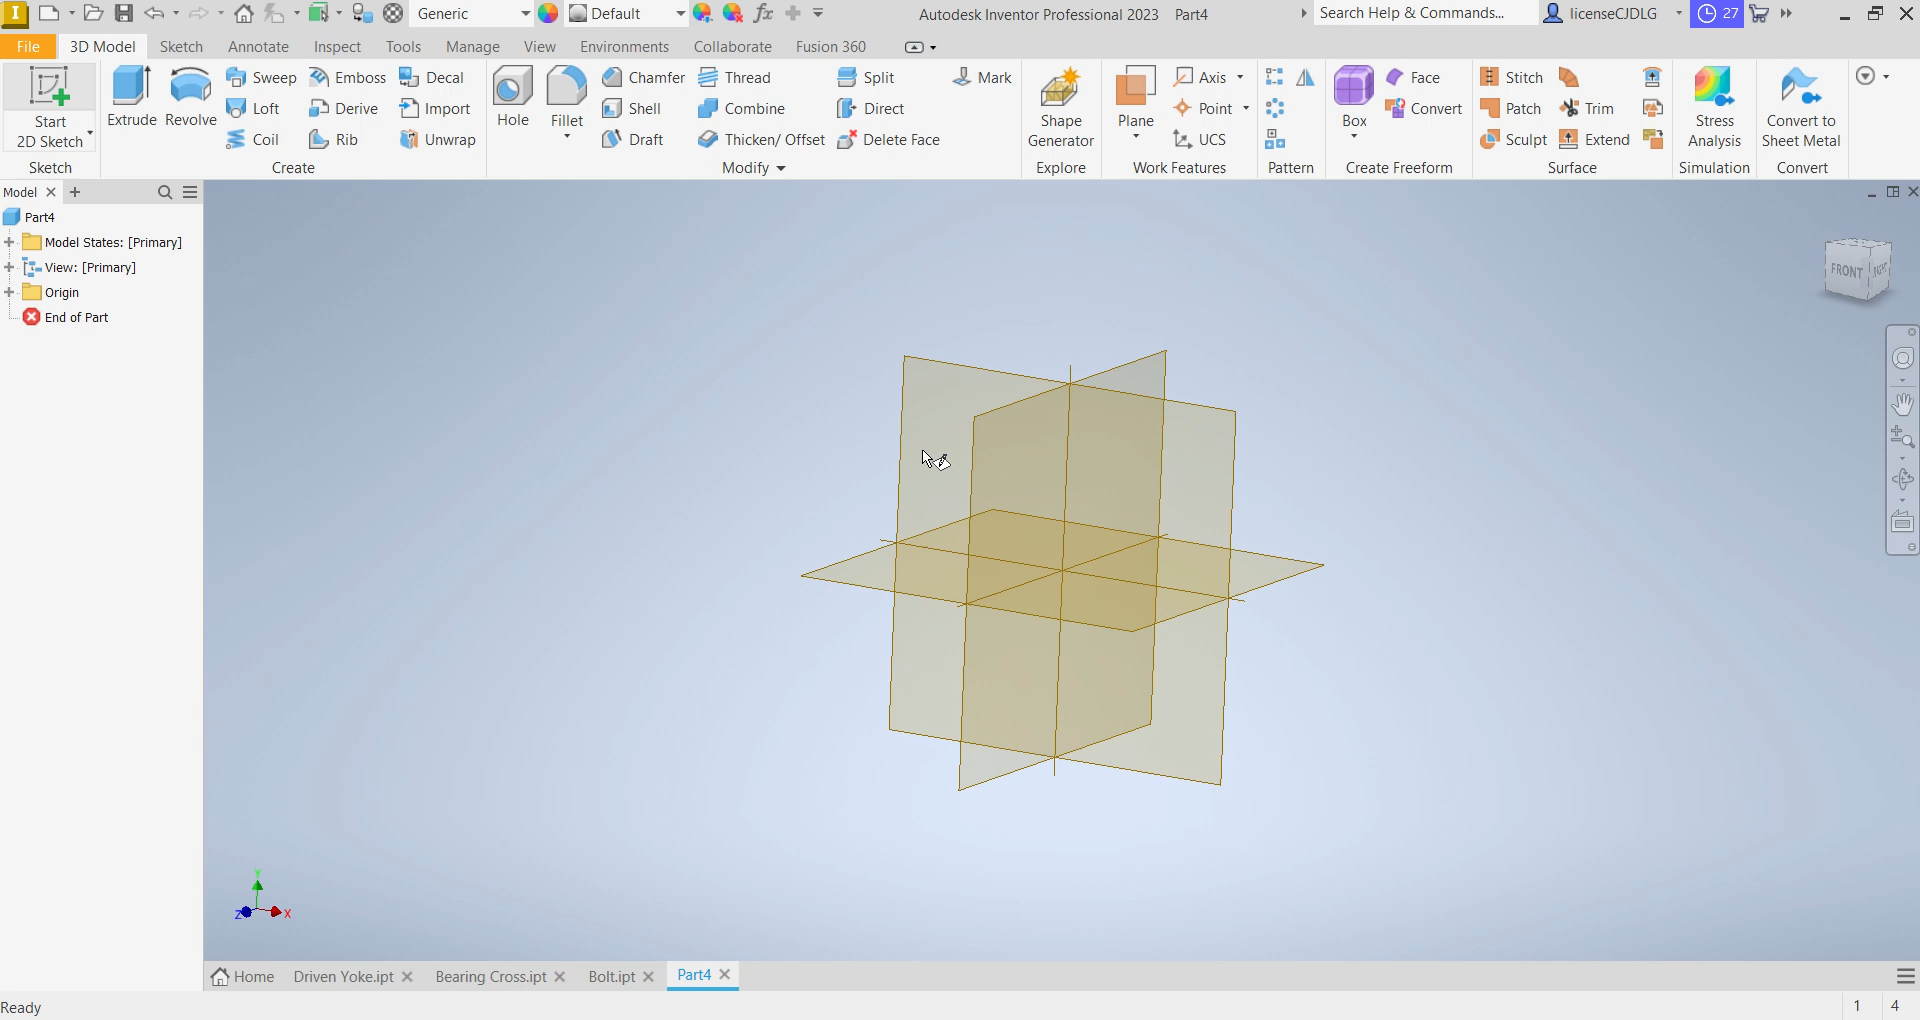 I Generic Default fx Autodesk Inventor Professional 2023 Part4 Search Help & Commands... licenseCJDLG 27
File 3D Model Sketch Annotate Inspect Tools Manage View Environments Collaborate Fusion 360
Start 2D Sketch
Extrude Revolve
Sweep Emboss Decal
Loft Derive Import
Coil Rib Unwrap
Hole Fillet
Chamfer Thread Split Mark
Shell Combine Direct
Draft Thicken/ Offset Delete Face
Shape Generator
Plane
Axis
Point
UCS
Box
Face
Convert
Stitch
Patch Trim
Sculpt Extend
Stress Analysis
Convert to Sheet Metal
Sketch Create Modify Explore Work Features Pattern Create Freeform Surface Simulation Convert
Model
Part4
Model States: [Primary]
View: [Primary]
Origin
End of Part
FRONT RIGHT
Y
Z X
Home Driven Yoke.ipt Bearing Cross.ipt Bolt.ipt Part4
Ready 1 4